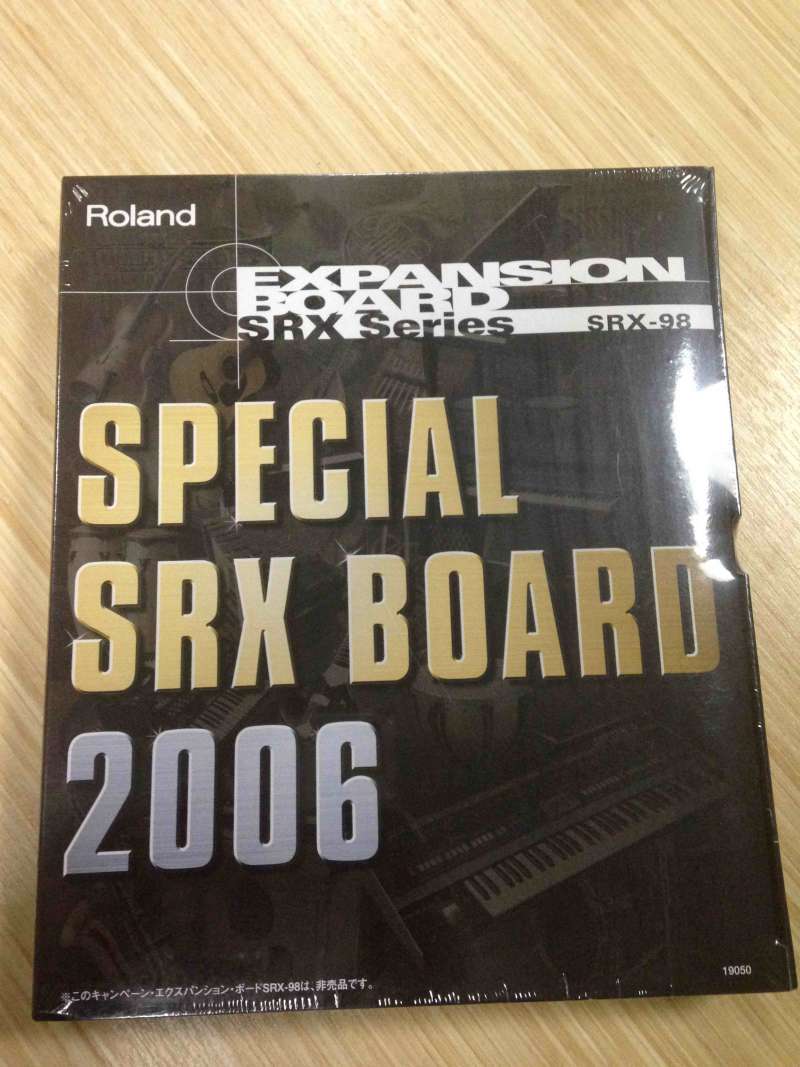 Roland
EXPANSION
BOARD
SRX Series SRX-98
SPECIAL
SRX BOARD
2006
19050
※このキャンペーン・エクスパンション・ボードSRX-98は、非売品です。